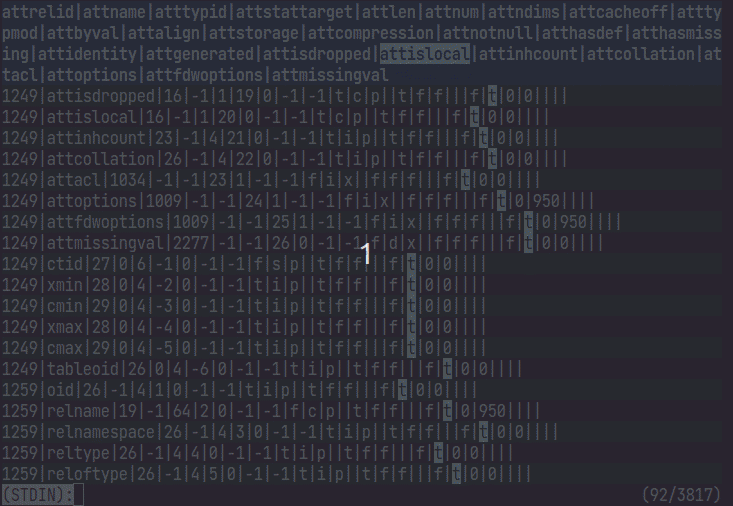 attrelid|attname|atttypid|attstattarget|attlen|attnum|attndims|attcacheoff|attty
pmod|attbyval|attalign|attstorage|attcompression|attnotnull|atthasdef|atthasmiss
ing|attidentity|attgenerated|attisdropped|attislocal|attinhcount|attcollation|at
tacl|attoptions|attfdwoptions|attmissingval
1249|attisdropped|16|-1|1|19|0|-1|-1|t|c|p||t|f|f|||f|t|0|0||||
1249|attislocal|16|-1|1|20|0|-1|-1|t|c|p||t|f|f|||f|t|0|0||||
1249|attinhcount|23|-1|4|21|0|-1|-1|t|i|p||t|f|f|||f|t|0|0||||
1249|attcollation|26|-1|4|22|0|-1|-1|t|i|p||t|f|f|||f|t|0|0||||
1249|attacl|1034|-1|-1|23|1|-1|-1|f|i|x||f|f|f|||f|t|0|0||||
1249|attoptions|1009|-1|-1|24|1|-1|-1|f|i|x||f|f|f|||f|t|0|950||||
1249|attfdwoptions|1009|-1|-1|25|1|-1|-1|f|i|x||f|f|f|||f|t|0|950||||
1249|attmissingval|2277|-1|-1|26|0|-1|-1|f|d|x||f|f|f|||f|t|0|0||||
1
1249|ctid|27|0|6|-1|0|-1|-1|f|s|p||t|f|f|||f|t|0|0||||
1249|xmin|28|0|4|-2|0|-1|-1|t|i|p||t|f|f|||f|t|0|0||||
1249|cmin|29|0|4|-3|0|-1|-1|t|i|p||t|f|f|||f|t|0|0||||
1249|xmax|28|0|4|-4|0|-1|-1|t|i|p||t|f|f|||f|t|0|0||||
1249|cmax|29|0|4|-5|0|-1|-1|t|i|p||t|f|f|||f|t|0|0||||
1249|tableoid|26|0|4|-6|0|-1|-1|t|i|p||t|f|f|||f|t|0|0||||
1259|oid|26|-1|4|1|0|-1|-1|t|i|p||t|f|f|||f|t|0|0||||
1259|relname|19|-1|64|2|0|-1|-1|f|c|p||t|f|f|||f|t|0|950||||
1259|relnamespace|26|-1|4|3|0|-1|-1|t|i|p||t|f|f|||f|t|0|0||||
1259|reltype|26|-1|4|4|0|-1|-1|t|i|p||t|f|f|||f|t|0|0||||
1259|reloftype|26|-1|4|5|0|-1|-1|t|i|p||t|f|f|||f|t|0|0||||
(STDIN): (92/3817)